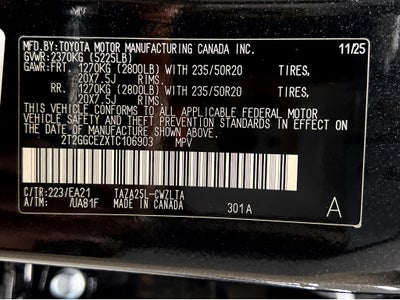 MFD.BY:TOYOTA MOTOR MANUFACTURING CANADA INC. 11/25
GVWR:2370KG (5225LB)
GAWR:FRT. 1270KG (2800LB) WITH 235/50R20 TIRES,
20X7.5J RIMS.
RR. 1270KG (2800LB) WITH 235/50R20 TIRES,
20X7.5J RIMS.
THIS VEHICLE CONFORMS TO ALL APPLICABLE FEDERAL MOTOR
VEHICLE SAFETY AND THEFT PREVENTION STANDARDS IN EFFECT
ON THE DATE OF MANUFACTURE SHOWN ABOVE.
2T2GGCEZXTC106903 MPV
C/TR:223/EA21 TAZA25L-CWZLTA
A/TM: /UA81F MADE IN CANADA 301A A